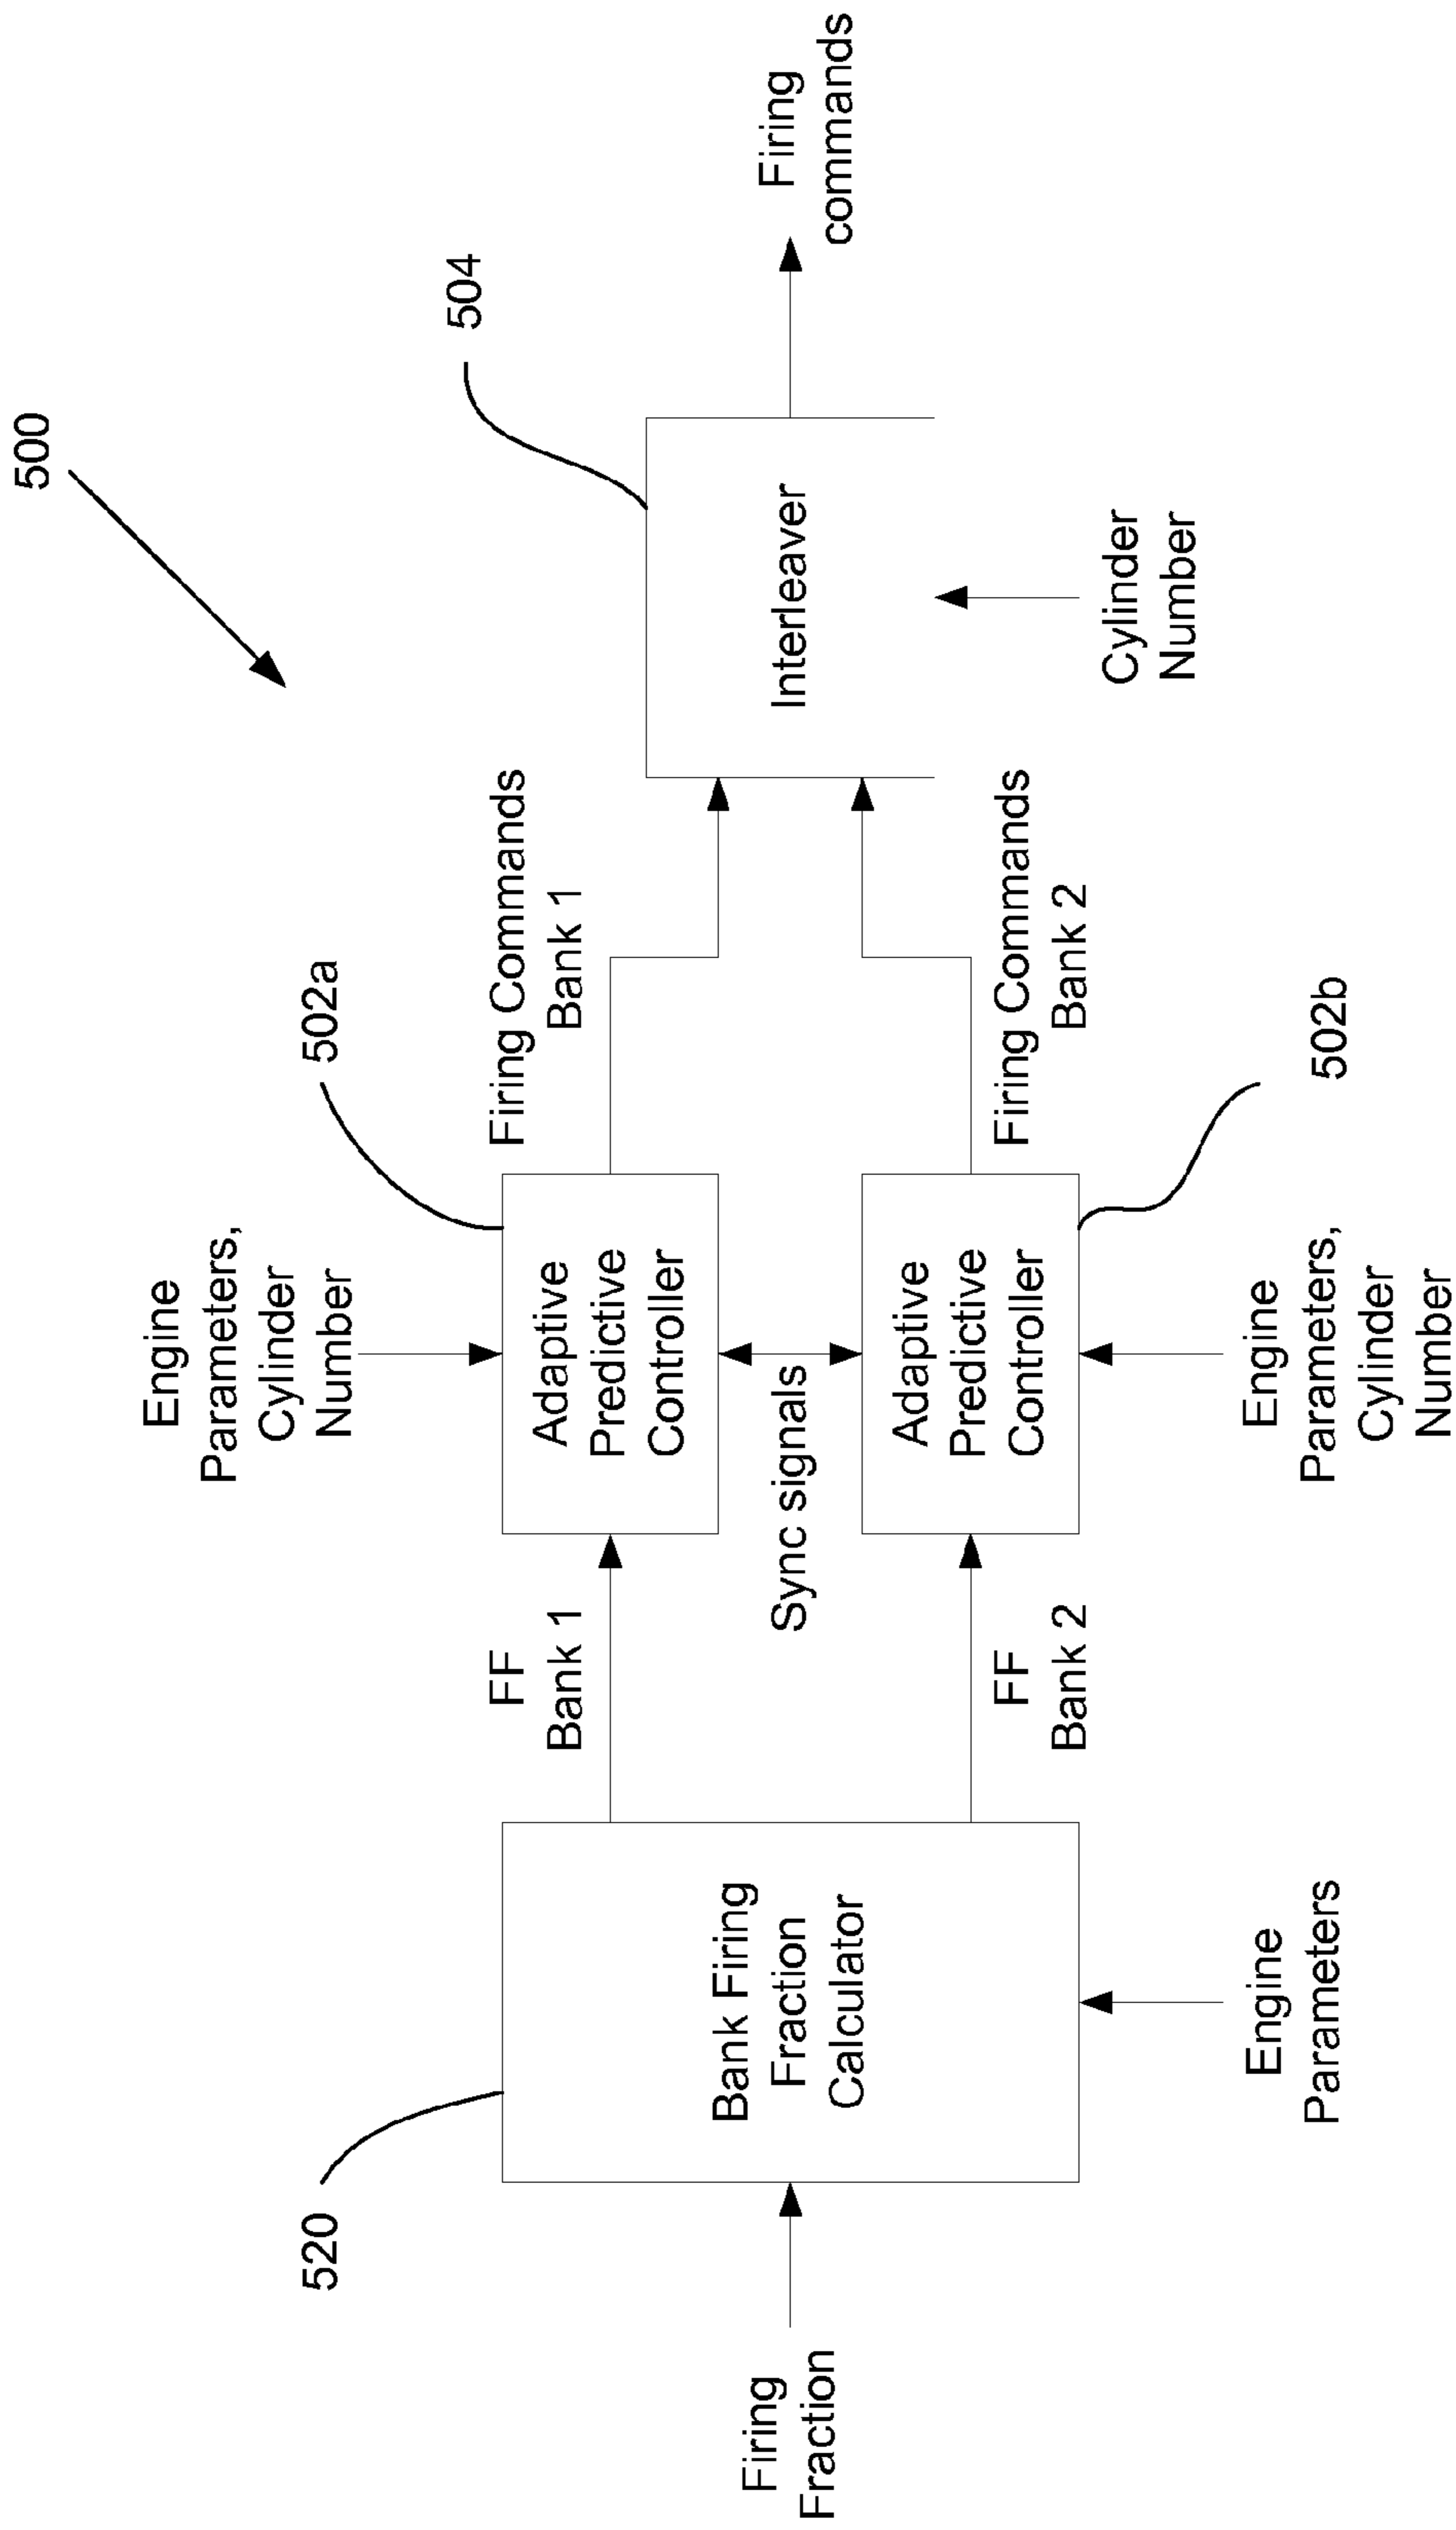 500
504
Firing
commands
Interleaver
Cylinder
Number
Firing Commands
Bank 1
Firing Commands
Bank 2
502a
502b
Engine
Parameters,
Cylinder
Number
Adaptive
Predictive
Controller
Sync signals
Adaptive
Predictive
Controller
Engine
Parameters,
Cylinder
Number
FF
Bank 1
FF
Bank 2
520
Bank Firing
Fraction
Calculator
Engine
Parameters
Firing
Fraction